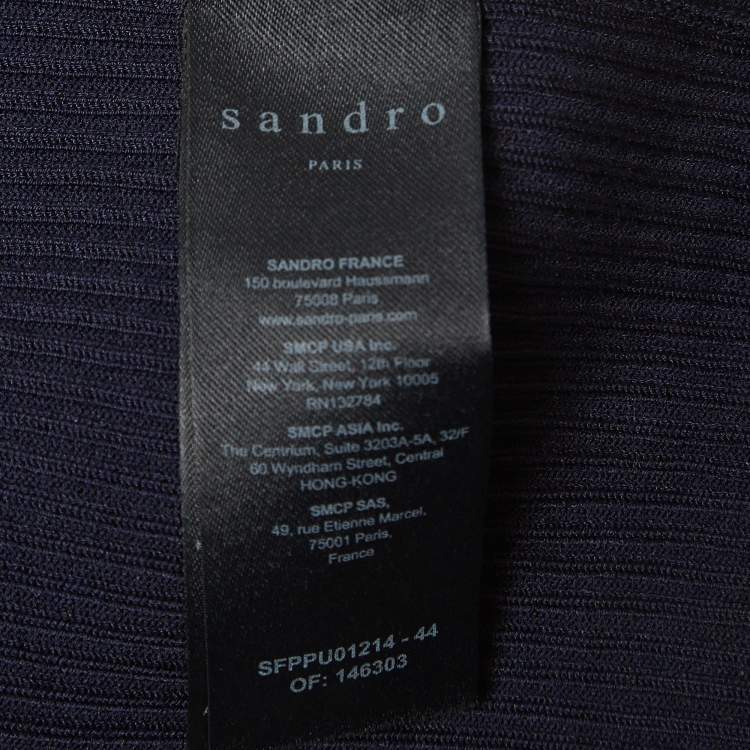 sandro
PARIS
SANDRO FRANCE
150 boulevard Haussmann
75008 Paris
www.sandro-paris.com
SMCP USA Inc.
44 Wall Street, 12th Floor
New York, New York 10005
RN132784
SMCP ASIA Inc.
The Centrium, Suite 3203A-5A, 32/F
60 Wyndham Street, Central
HONG-KONG
SMCP SAS,
49, rue Etienne Marcel,
75001 Paris,
France
SFPPU01214 - 44
OF: 146303